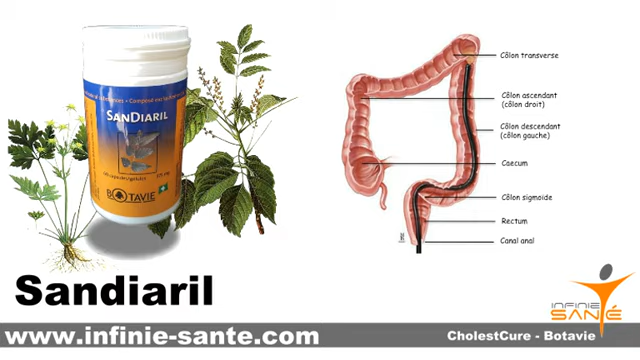 SANDIARIL
BOTAVIE
Côlon transverse
Côlon ascendant
(côlon droit)
Côlon descendant
(côlon gauche)
Caecum
Côlon sigmoide
Rectum
Canal anal
Sandiaril
INFINIE
SANTÉ
www.infinie-sante.com
CholestCure - Botavie